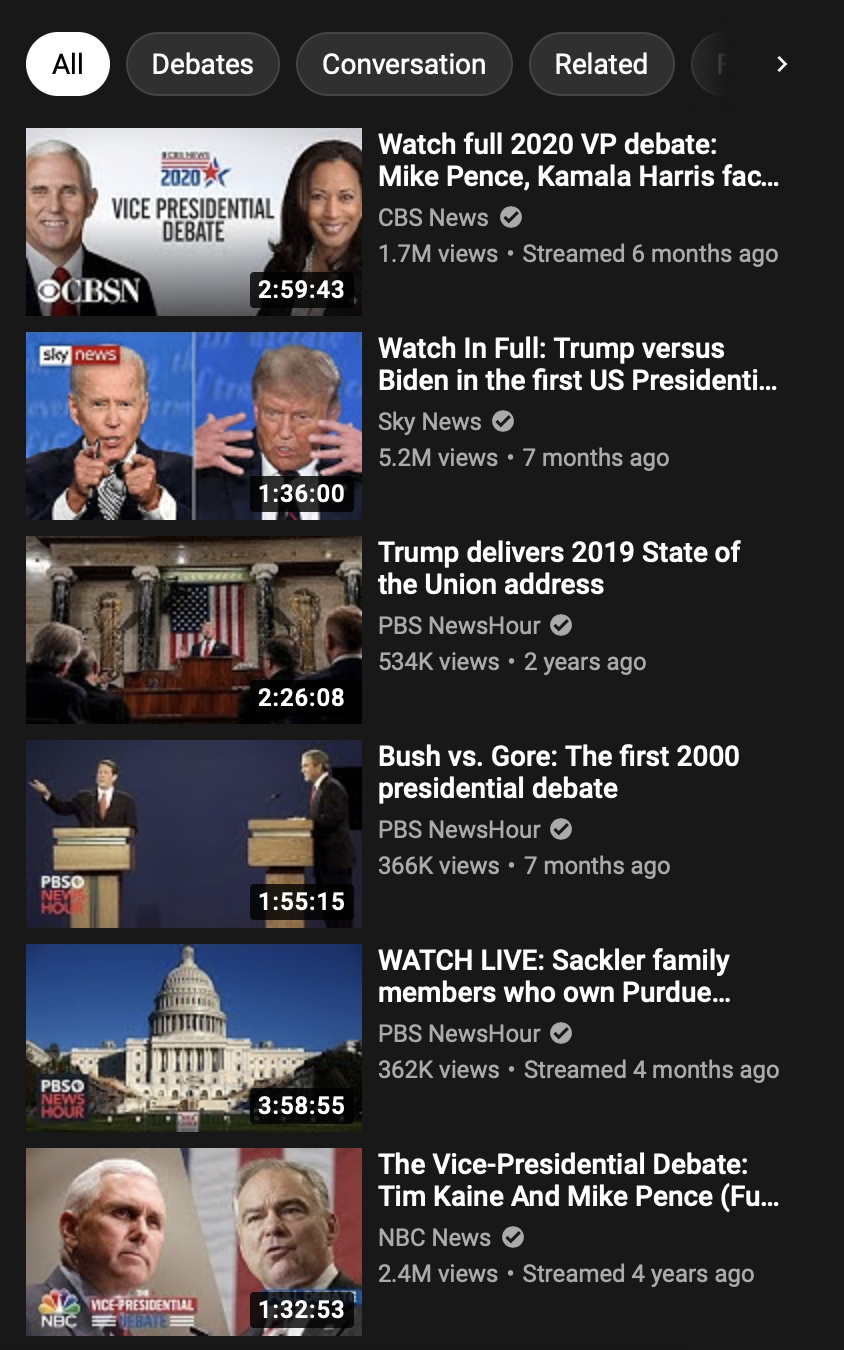 All
Debates
Conversation
Related
CBS NEWS
2020
VICE PRESIDENTIAL
DEBATE
CBSN
2:59:43
Watch full 2020 VP debate:
Mike Pence, Kamala Harris fac...
CBS News
1.7M views • Streamed 6 months ago
sky news
1:36:00
Watch In Full: Trump versus
Biden in the first US Presidenti...
Sky News
5.2M views • 7 months ago
2:26:08
Trump delivers 2019 State of
the Union address
PBS NewsHour
534K views • 2 years ago
PBS
NEWS
HOUR
1:55:15
Bush vs. Gore: The first 2000
presidential debate
PBS NewsHour
366K views • 7 months ago
PBS
NEWS
HOUR
3:58:55
WATCH LIVE: Sackler family
members who own Purdue...
PBS NewsHour
362K views • Streamed 4 months ago
NBC
THE
VICE-PRESIDENTIAL
DEBATE
1:32:53
The Vice-Presidential Debate:
Tim Kaine And Mike Pence (Fu...
NBC News
2.4M views • Streamed 4 years ago